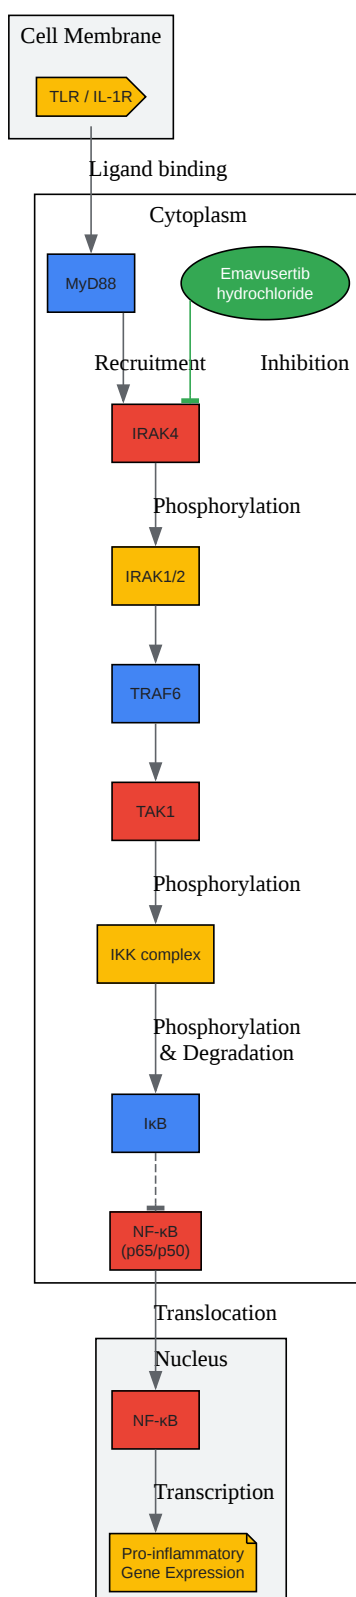 Cell Membrane
TLR / IL-1R
Ligand binding
Cytoplasm
MyD88
Emavusertib
hydrochloride
Recruitment
Inhibition
IRAK4
Phosphorylation
IRAK1/2
TRAF6
TAK1
Phosphorylation
IKK complex
Phosphorylation
& Degradation
IκB
NF-κB
(p65/p50)
Translocation
Nucleus
NF-κB
Transcription
Pro-inflammatory
Gene Expression